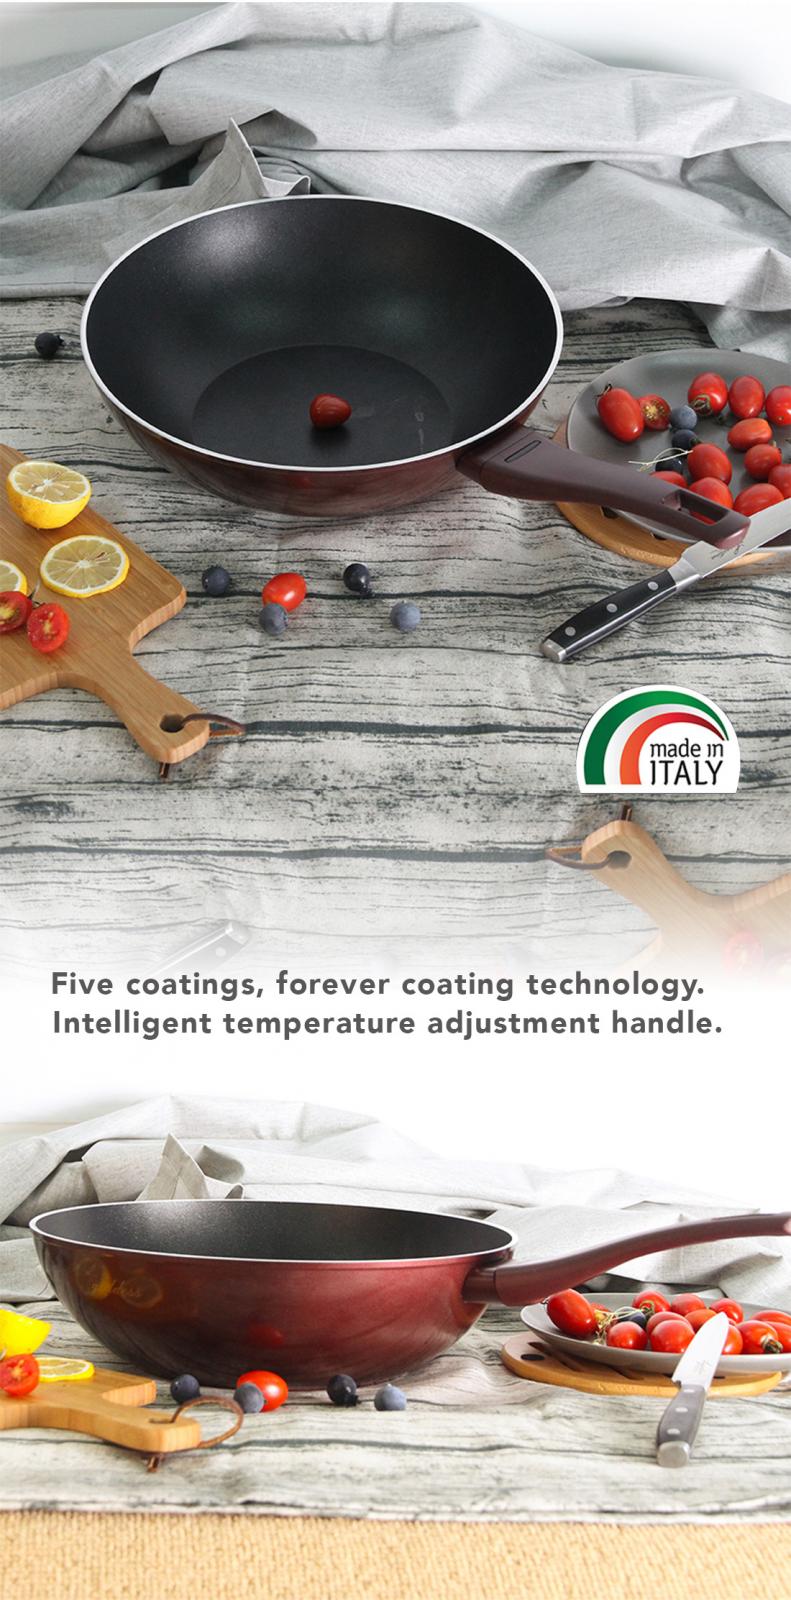 made in
ITALY
Five coatings, forever coating technology.
Intelligent temperature adjustment handle.